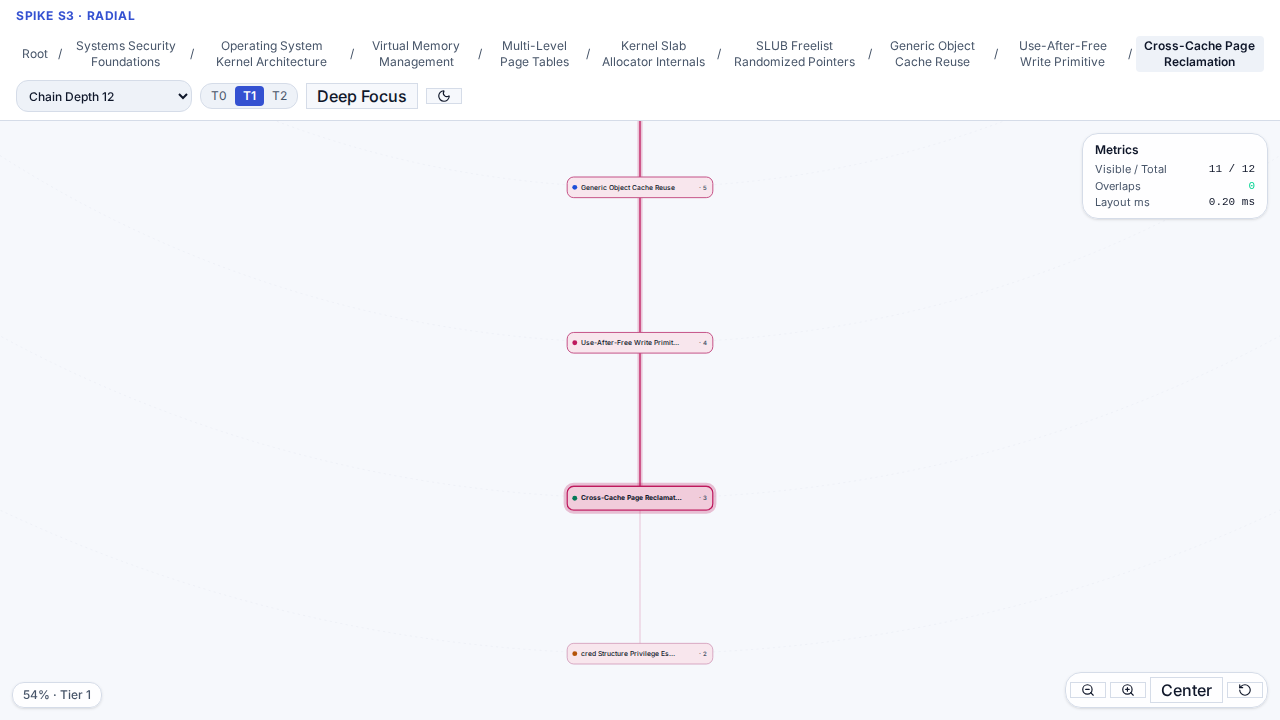 SPIKE S3 · RADIAL
Root / Systems Security Foundations / Operating System Kernel Architecture / Virtual Memory Management / Multi-Level Page Tables / Kernel Slab Allocator Internals / SLUB Freelist Randomized Pointers / Generic Object Cache Reuse / Use-After-Free Write Primitive / Cross-Cache Page Reclamation
Chain Depth 12
T0 T1 T2
Deep Focus
Metrics
Visible / Total 11 / 12
Overlaps 0
Layout ms 0.20 ms
Generic Object Cache Reuse · 5
Use-After-Free Write Primit... · 4
Cross-Cache Page Reclamat... · 3
cred Structure Privilege Es... · 2
54% · Tier 1
Center